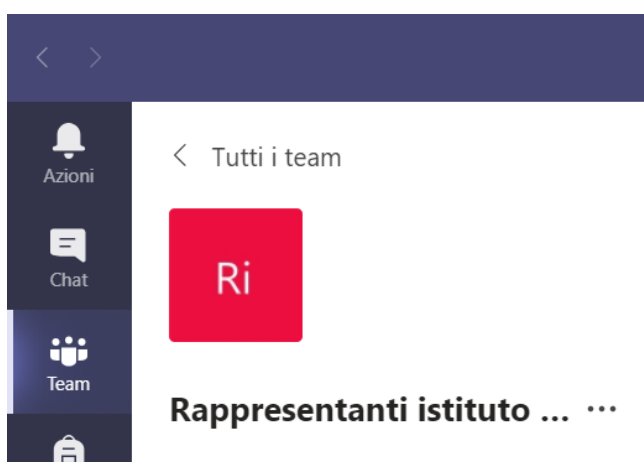 Azioni
Tutti i team
Chat
Ri
Team
Rappresentanti istituto ... ...